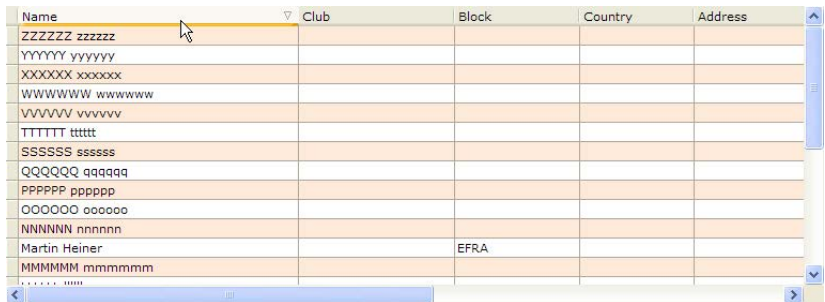 Name Club Block Country Address
ZZZZZZ zzzzzz
YYYYYY yyyyyy
XXXXXX xxxxxx
WWWWWW wwwwww
VVVVVV vvvvvv
TTTTTT tttttt
SSSSSS ssssss
QQQQQQ qqqqqq
PPPPPP pppppp
OOOOOO oooooo
NNNNNN nnnnnn
Martin Heiner EFRA
MMMMMM mmmmmm